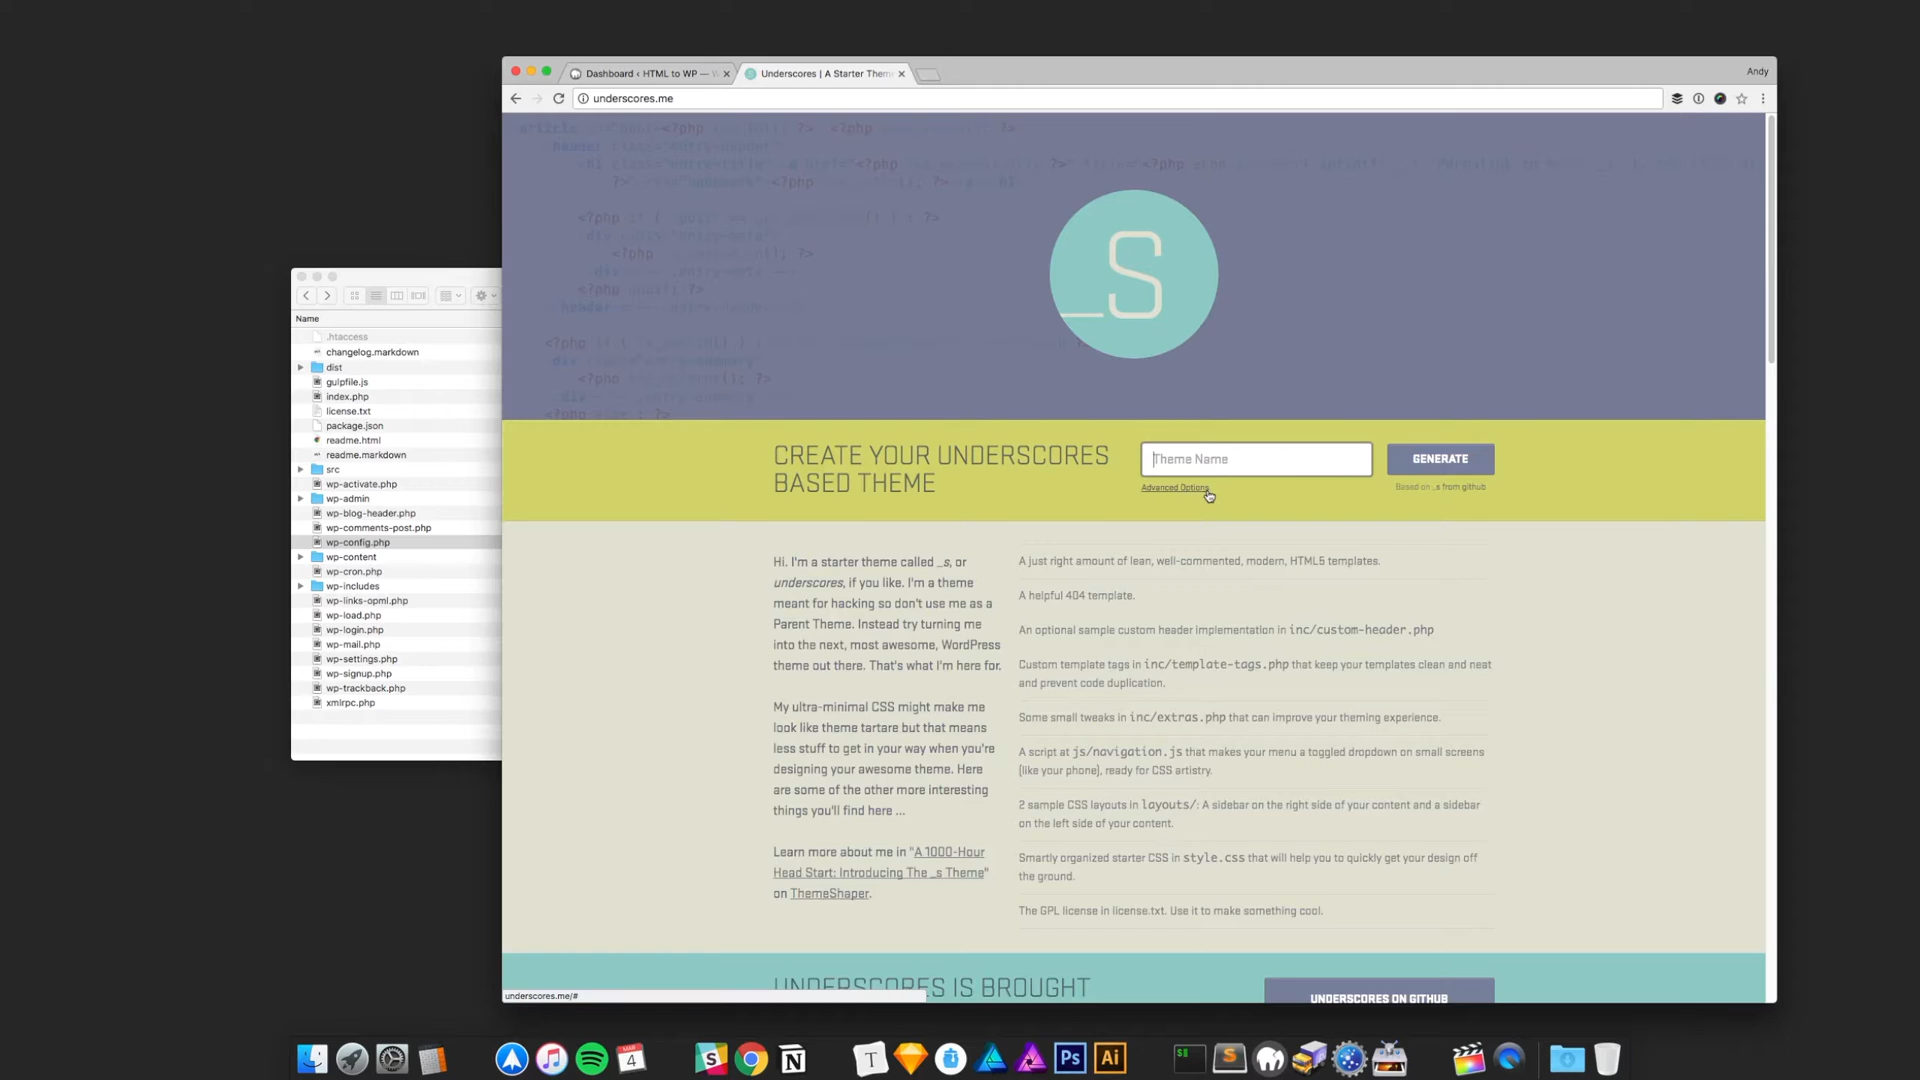 Dashboard ‹ HTML to WP — W
Underscores | A Starter Them
Andy
underscores.me
_S
Name
.htaccess
changelog.markdown
dist
gulpfile.js
index.php
license.txt
package.json
readme.html
readme.markdown
src
wp-activate.php
wp-admin
wp-blog-header.php
wp-comments-post.php
wp-config.php
wp-content
wp-cron.php
wp-includes
wp-links-opml.php
wp-load.php
wp-login.php
wp-mail.php
wp-settings.php
wp-signup.php
wp-trackback.php
xmlrpc.php
CREATE YOUR UNDERSCORES
BASED THEME
Theme Name
GENERATE
Advanced Options
Based on _s from github
Hi. I'm a starter theme called _s, or
underscores, if you like. I'm a theme
meant for hacking so don't use me as a
Parent Theme. Instead try turning me
into the next, most awesome, WordPress
theme out there. That's what I'm here for.
My ultra-minimal CSS might make me
look like theme tartare but that means
less stuff to get in your way when you're
designing your awesome theme. Here
are some of the other more interesting
things you'll find here ...
Learn more about me in "A 1000-Hour
Head Start: Introducing The _s Theme"
on ThemeShaper.
A just right amount of lean, well-commented, modern, HTML5 templates.
A helpful 404 template.
An optional sample custom header implementation in inc/custom-header.php
Custom template tags in inc/template-tags.php that keep your templates clean and neat
and prevent code duplication.
Some small tweaks in inc/extras.php that can improve your theming experience.
A script at js/navigation.js that makes your menu a toggled dropdown on small screens
(like your phone), ready for CSS artistry.
2 sample CSS layouts in layouts/: A sidebar on the right side of your content and a sidebar
on the left side of your content.
Smartly organized starter CSS in style.css that will help you to quickly get your design off
the ground.
The GPL license in license.txt. Use it to make something cool.
UNDERSCORES IS BROUGHT
UNDERSCORES ON GITHUB
underscores.me/#
MAR
4
S
N
T
$
S
Ps
Ai